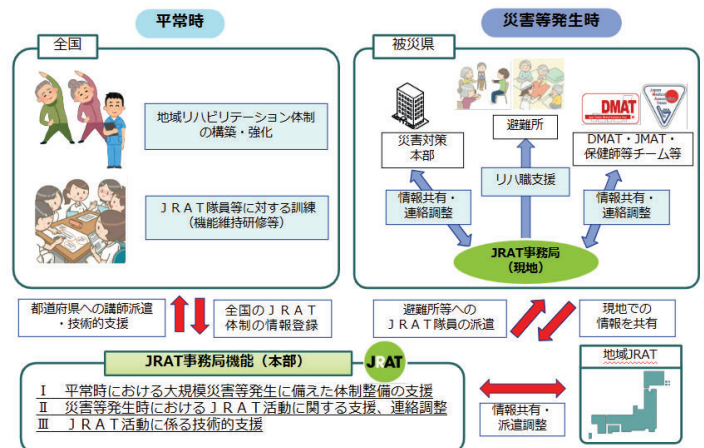 平常時
災害等発生時
全国
地域リハビリテーション体制
の構築・強化
ＪＲＡＴ隊員等に対する訓練
（機能維持研修等）
被災県
災害対策
本部
避難所
DMAT
DMAT・JMAT・
保健師等チーム等
情報共有・
連絡調整
リハ職支援
情報共有・
連絡調整
JRAT事務局
（現地）
都道府県への講師派遣
・技術的支援
全国のＪＲＡＴ
体制の情報登録
避難所等への
ＪＲＡＴ隊員の派遣
現地での
情報を共有
JRAT事務局機能（本部）
JRAT
Ⅰ　平常時における大規模災害等発生に備えた体制整備の支援
Ⅱ　災害等発生時におけるＪＲＡＴ活動に関する支援、連絡調整
Ⅲ　ＪＲＡＴ活動に係る技術的支援
情報共有・
派遣調整
地域JRAT